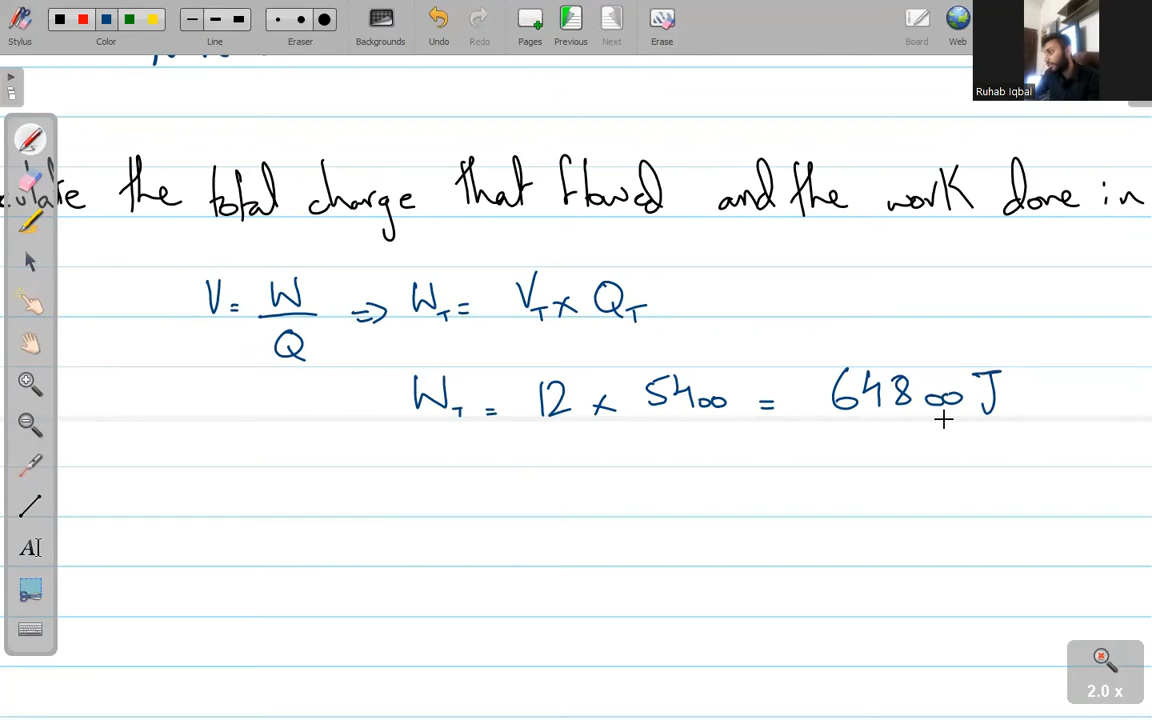 Stylus Color Line Eraser Backgrounds Undo Redo Pages Previous Next Erase Board Web
Ruhab Iqbal
the total charge that flowed and the work done in
V = W/Q => W_T = V_T x Q_T
W_T = 12 x 5400 = 64800 J
2.0 x